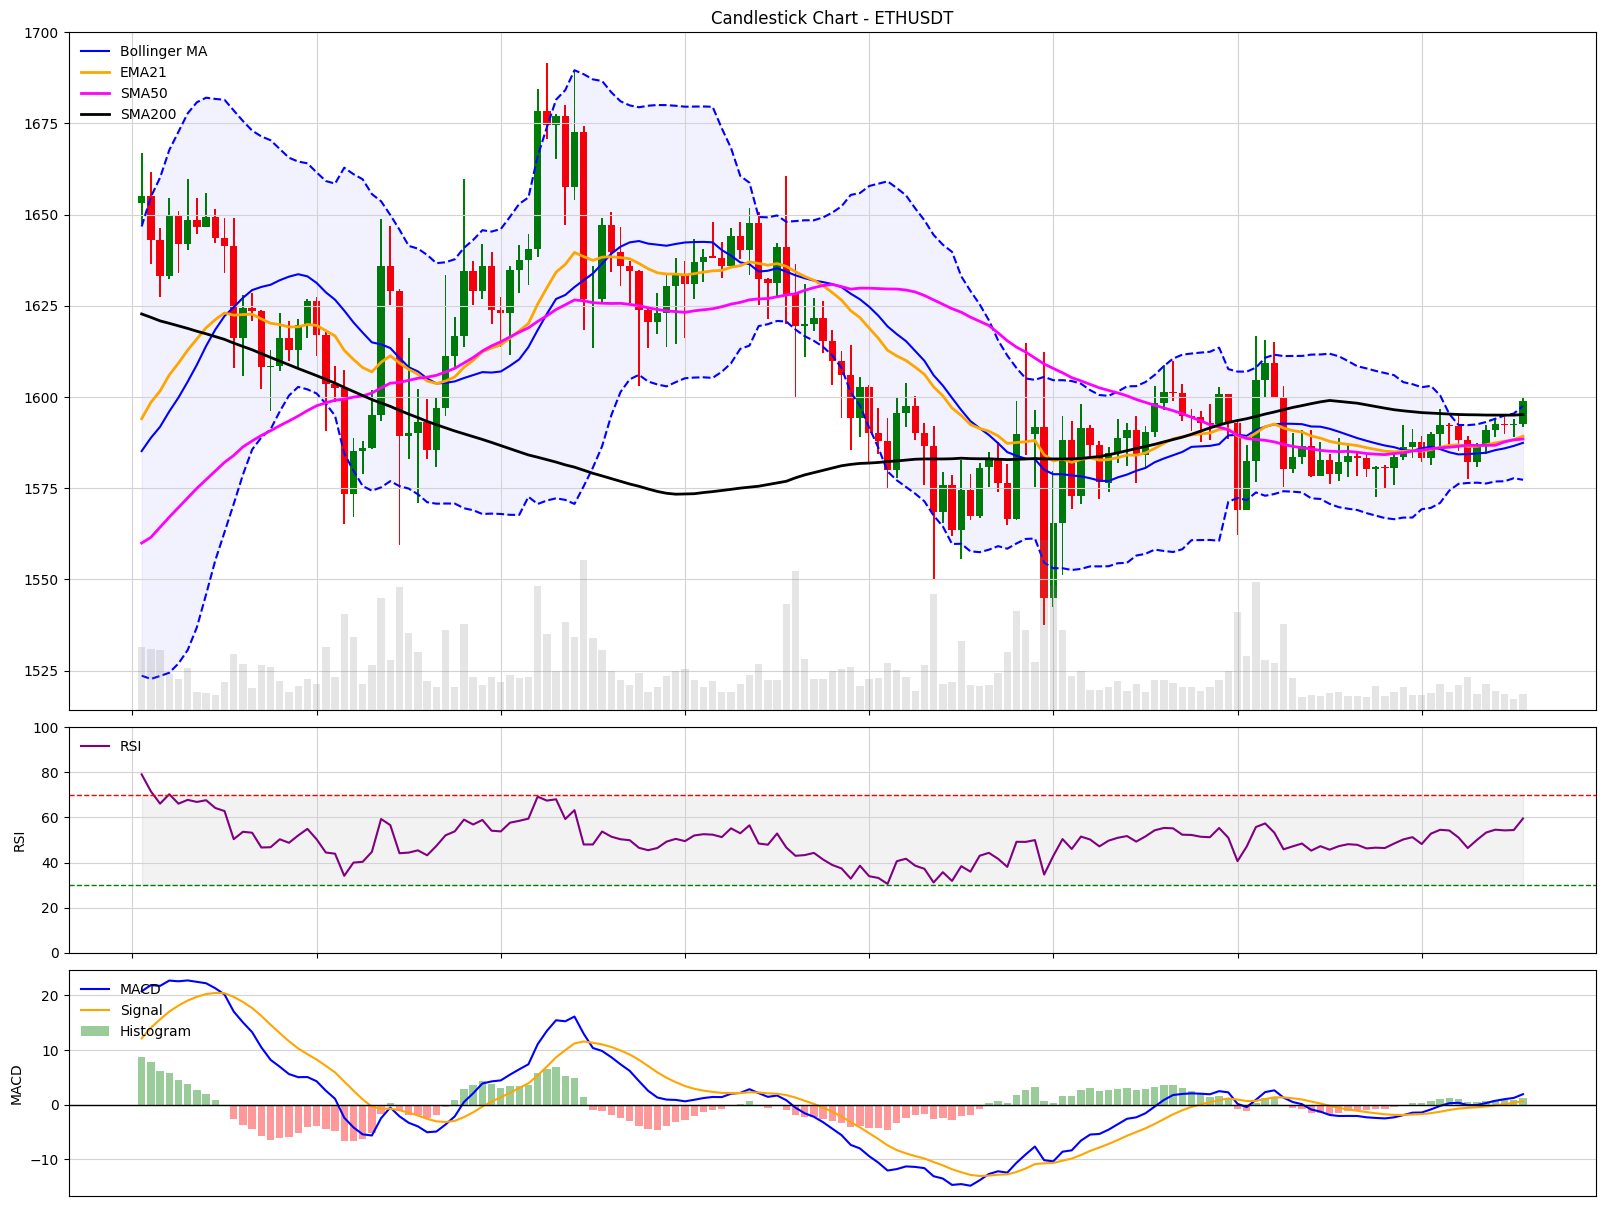 Candlestick Chart - ETHUSDT
Bollinger MA
EMA21
SMA50
SMA200
1700
1675
1650
1625
1600
1575
1550
1525
RSI
RSI
100
80
60
40
20
0
MACD
Signal
Histogram
MACD
20
10
0
−10